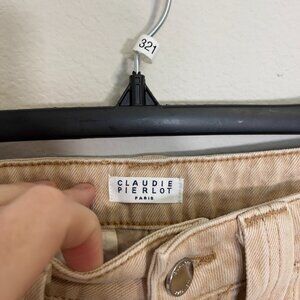 321
CLAUDIE
PIERLOT
PARIS